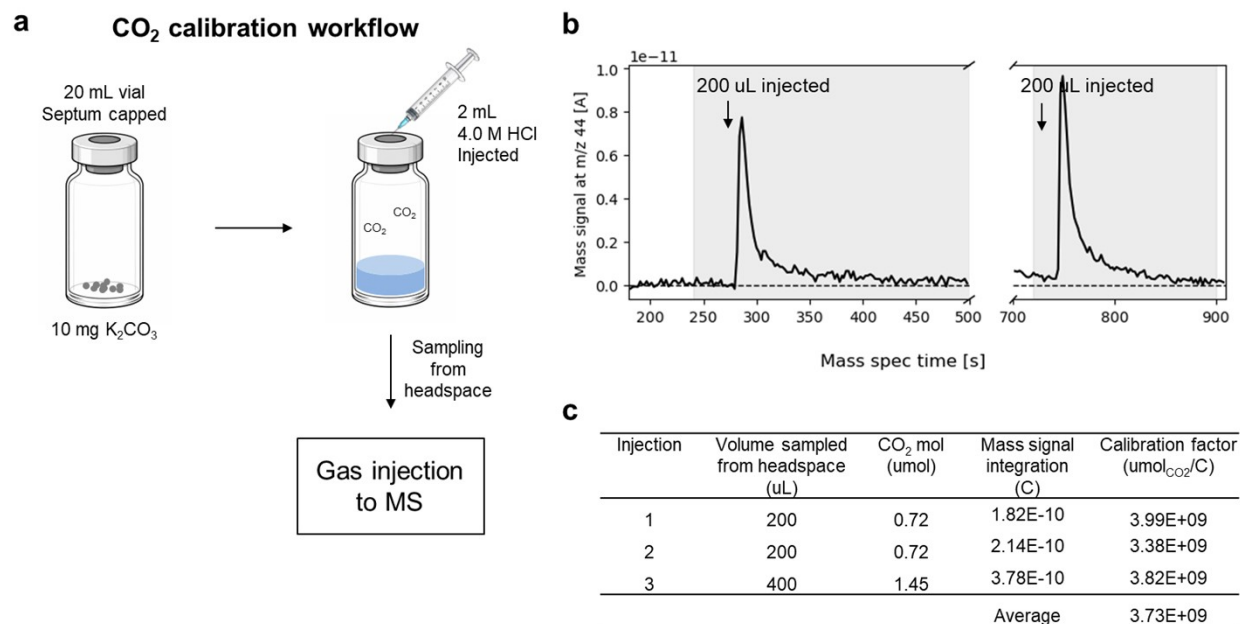 a
CO₂ calibration workflow
20 mL vial
Septum capped
10 mg K₂CO₃
2 mL
4.0 M HCl
Injected
CO₂
CO₂
Sampling
from
headspace
Gas injection
to MS
b
1e−11
Mass signal at m/z 44 [A]
1.0
0.8
0.6
0.4
0.2
0.0
200 uL injected
200 uL injected
200 250 300 350 400 450 500 700 800 900
Mass spec time [s]
c
Injection Volume sampled from headspace (uL) CO₂ mol (umol) Mass signal integration (C) Calibration factor (umol_CO₂/C)
1 200 0.72 1.82E-10 3.99E+09
2 200 0.72 2.14E-10 3.38E+09
3 400 1.45 3.78E-10 3.82E+09
Average 3.73E+09